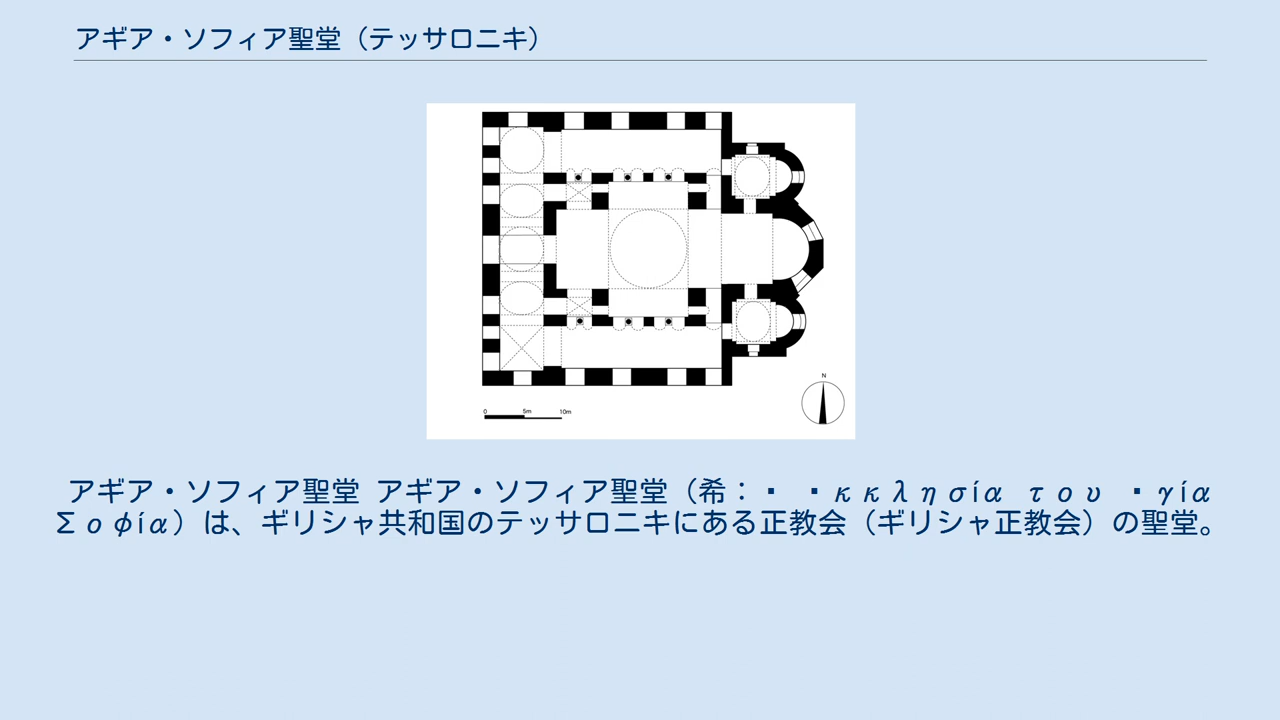 アギア・ソフィア聖堂（テッサロニキ）
N
0 5m 10m
アギア・ソフィア聖堂 アギア・ソフィア聖堂（希：▪ ▪κκλησία του ▪γία
Σοφία）は、ギリシャ共和国のテッサロニキにある正教会（ギリシャ正教会）の聖堂。